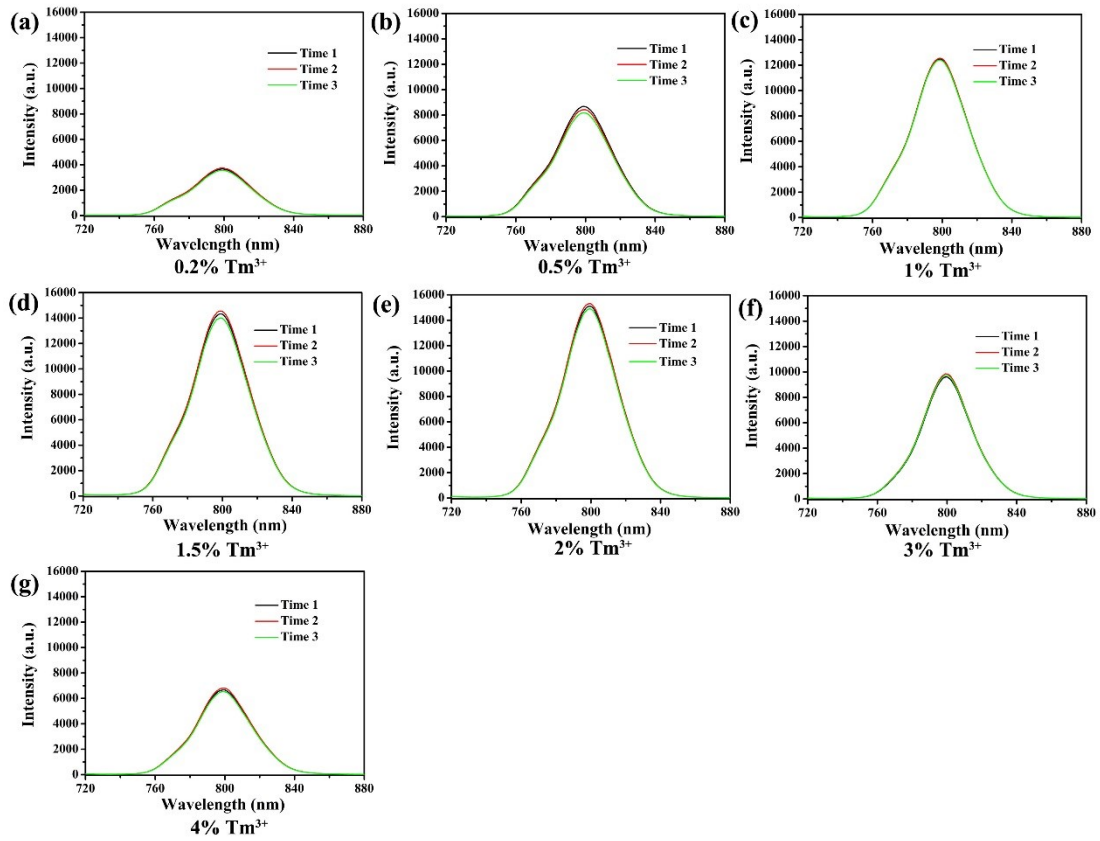 (a)
Intensity (a.u.)
16000
14000
12000
10000
8000
6000
4000
2000
0
Time 1
Time 2
Time 3
720 760 800 840 880
Wavelength (nm)
0.2% Tm³⁺
(b)
Intensity (a.u.)
16000
14000
12000
10000
8000
6000
4000
2000
0
Time 1
Time 2
Time 3
720 760 800 840 880
Wavelength (nm)
0.5% Tm³⁺
(c)
Intensity (a.u.)
16000
14000
12000
10000
8000
6000
4000
2000
0
Time 1
Time 2
Time 3
720 760 800 840 880
Wavelength (nm)
1% Tm³⁺
(d)
Intensity (a.u.)
16000
14000
12000
10000
8000
6000
4000
2000
0
Time 1
Time 2
Time 3
720 760 800 840 880
Wavelength (nm)
1.5% Tm³⁺
(e)
Intensity (a.u.)
16000
14000
12000
10000
8000
6000
4000
2000
0
Time 1
Time 2
Time 3
720 760 800 840 880
Wavelength (nm)
2% Tm³⁺
(f)
Intensity (a.u.)
16000
14000
12000
10000
8000
6000
4000
2000
0
Time 1
Time 2
Time 3
720 760 800 840 880
Wavelength (nm)
3% Tm³⁺
(g)
Intensity (a.u.)
16000
14000
12000
10000
8000
6000
4000
2000
0
Time 1
Time 2
Time 3
720 760 800 840 880
Wavelength (nm)
4% Tm³⁺